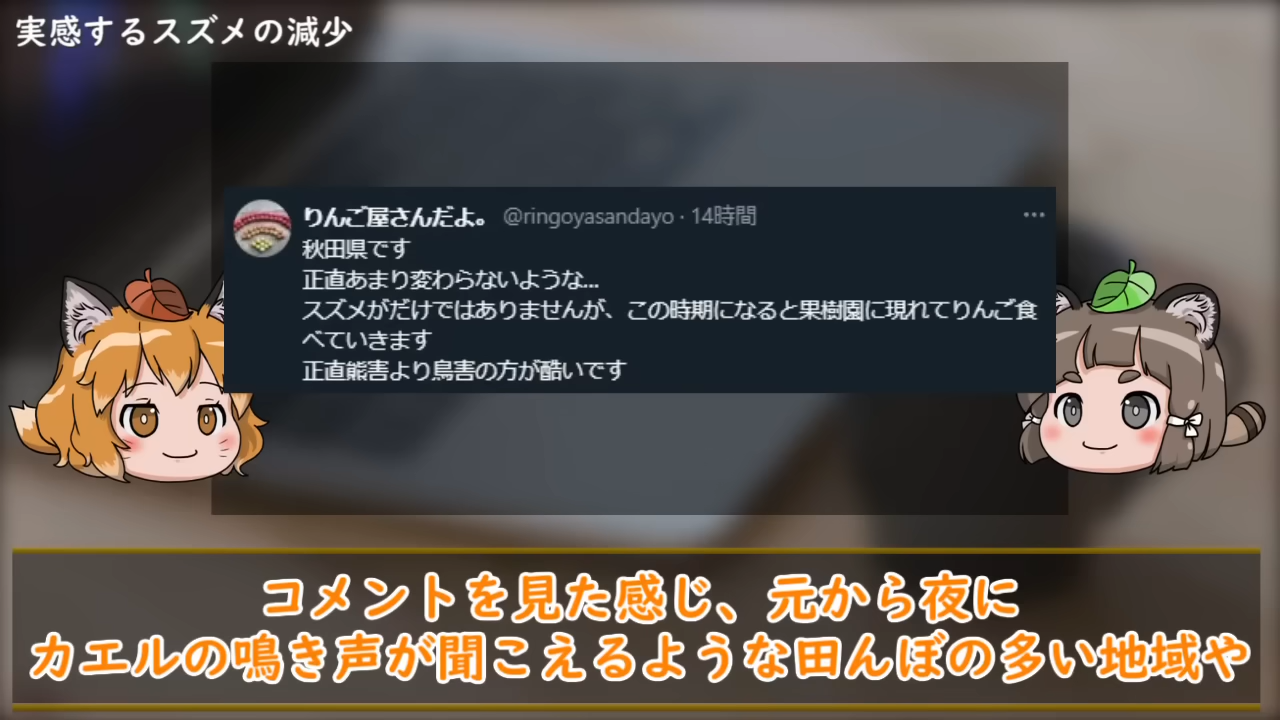 実感するスズメの減少
りんご屋さんだよ。 @ringoyasandayo · 14時間
秋田県です
正直あまり変わらないような...
スズメがだけではありませんが、この時期になると果樹園に現れてりんご食
べていきます
正直熊害より鳥害の方が酷いです
コメントを見た感じ、元から夜に
カエルの鳴き声が聞こえるような田んぼの多い地域や